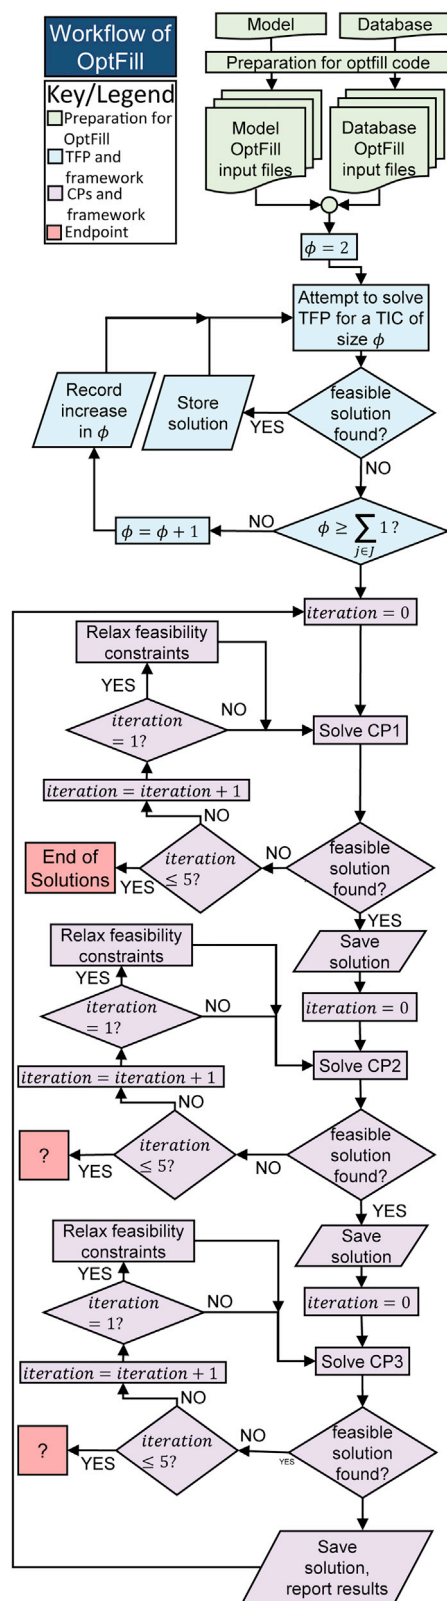 Workflow of
OptFill
Key/Legend
Preparation for
OptFill
TFP and
framework
CPs and
framework
Endpoint
Model
Database
Preparation for optfill code
Model
OptFill
input files
Database
OptFill
input files
ϕ = 2
Attempt to solve
TFP for a TIC of
size ϕ
Record
increase
in ϕ
Store
solution
YES
feasible
solution
found?
NO
ϕ = ϕ + 1
NO
ϕ ≥ ∑ 1 ?
j∈J
iteration = 0
Relax feasibility
constraints
YES
iteration
= 1?
NO
Solve CP1
iteration = iteration + 1
NO
End of
Solutions
YES
iteration
≤ 5?
NO
feasible
solution
found?
YES
Save
solution
Relax feasibility
constraints
YES
iteration = 0
iteration
= 1?
NO
Solve CP2
iteration = iteration + 1
NO
?
YES
iteration
≤ 5?
NO
feasible
solution
found?
YES
Save
solution
Relax feasibility
constraints
YES
iteration = 0
iteration
= 1?
NO
Solve CP3
iteration = iteration + 1
NO
?
YES
iteration
≤ 5?
NO
YES
feasible
solution
found?
Save
solution,
report results